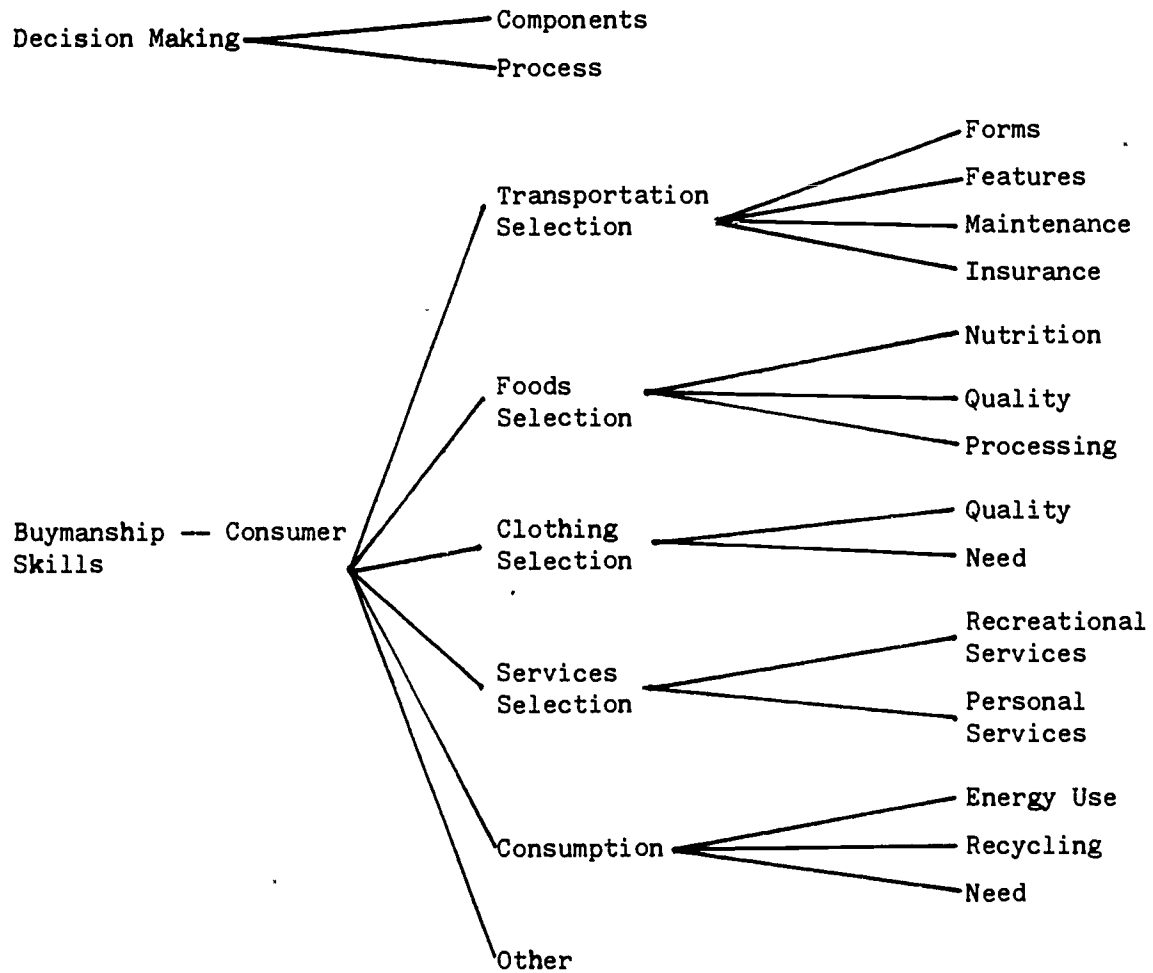 Decision Making
Components
Process
Buymanship — Consumer
Skills
Transportation
Selection
Forms
Features
Maintenance
Insurance
Foods
Selection
Nutrition
Quality
Processing
Clothing
Selection
Quality
Need
Services
Selection
Recreational
Services
Personal
Services
Consumption
Energy Use
Recycling
Need
Other